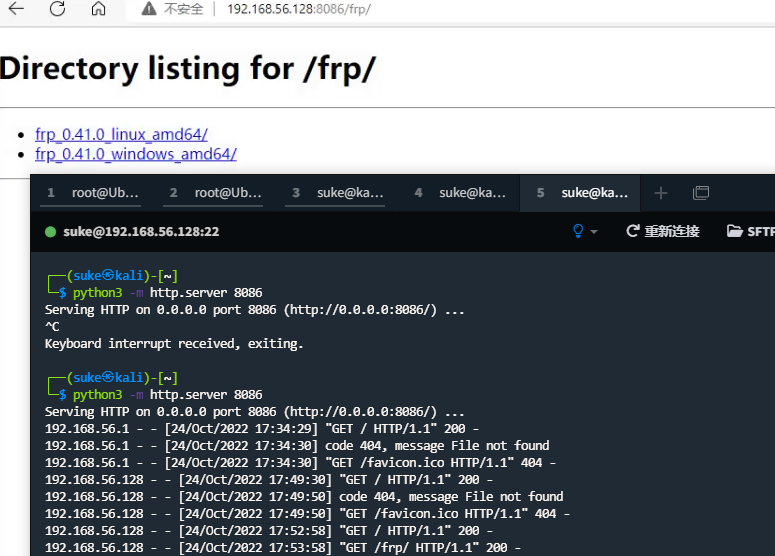 不安全 | 192.168.56.128:8086/frp/
Directory listing for /frp/
frp_0.41.0_linux_amd64/
frp_0.41.0_windows_amd64/
1 root@Ub... 2 root@Ub... 3 suke@ka... 4 suke@ka... 5 suke@ka...
suke@192.168.56.128:22 重新连接 SFTP
┌──(suke㉿kali)-[~]
└─$ python3 -m http.server 8086
Serving HTTP on 0.0.0.0 port 8086 (http://0.0.0.0:8086/) ...
^C
Keyboard interrupt received, exiting.
┌──(suke㉿kali)-[~]
└─$ python3 -m http.server 8086
Serving HTTP on 0.0.0.0 port 8086 (http://0.0.0.0:8086/) ...
192.168.56.1 - - [24/Oct/2022 17:34:29] "GET / HTTP/1.1" 200 -
192.168.56.1 - - [24/Oct/2022 17:34:30] code 404, message File not found
192.168.56.1 - - [24/Oct/2022 17:34:30] "GET /favicon.ico HTTP/1.1" 404 -
192.168.56.128 - - [24/Oct/2022 17:49:30] "GET / HTTP/1.1" 200 -
192.168.56.128 - - [24/Oct/2022 17:49:50] code 404, message File not found
192.168.56.128 - - [24/Oct/2022 17:49:50] "GET /favicon.ico HTTP/1.1" 404 -
192.168.56.128 - - [24/Oct/2022 17:52:58] "GET / HTTP/1.1" 200 -
192.168.56.128 - - [24/Oct/2022 17:53:58] "GET /frp/ HTTP/1.1" 200 -